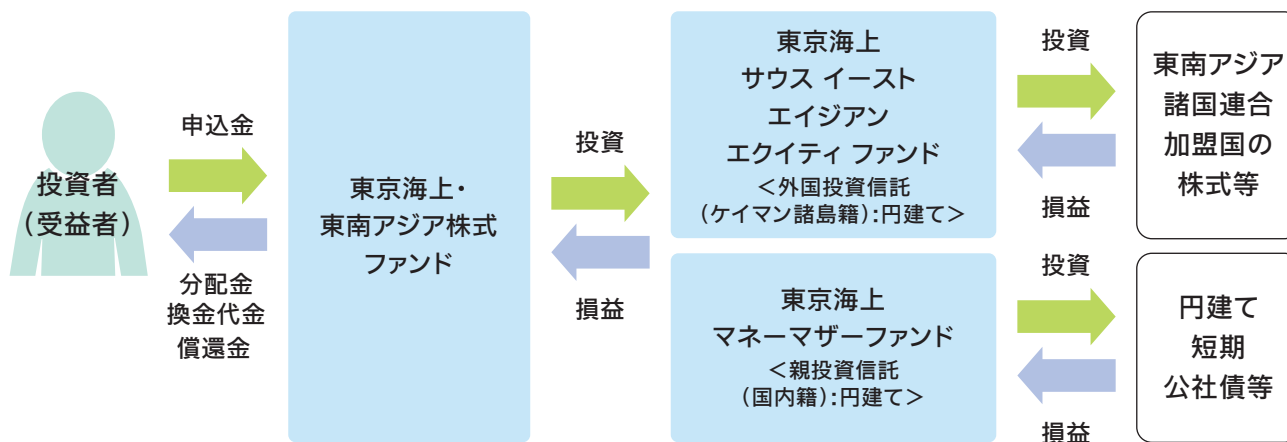 投資者
(受益者)
申込金
分配金
換金代金
償還金
東京海上・
東南アジア株式
ファンド
投資
損益
東京海上
サウス イースト
エイジアン
エクイティ ファンド
＜外国投資信託
(ケイマン諸島籍):円建て＞
投資
損益
東南アジア
諸国連合
加盟国の
株式等
東京海上
マネーマザーファンド
＜親投資信託
(国内籍):円建て＞
投資
損益
円建て
短期
公社債等